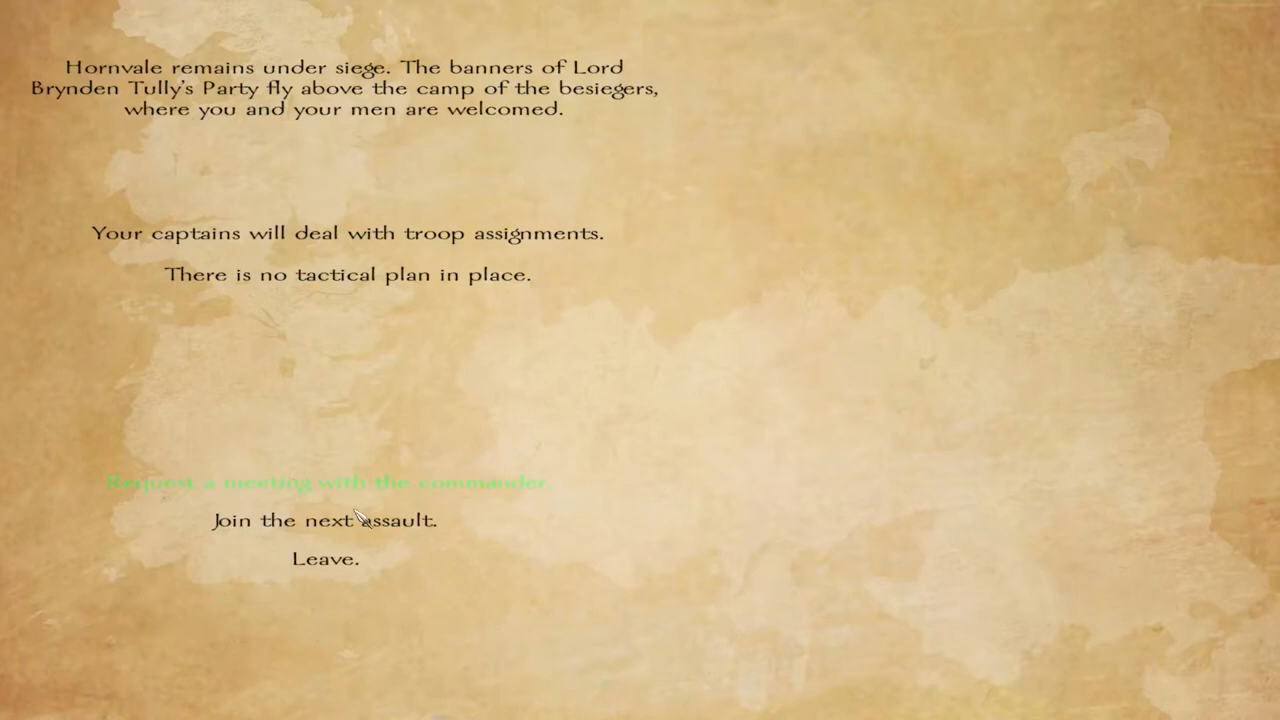 Hornvale remains under siege. The banners of Lord
Brynden Tully's Party fly above the camp of the besiegers,
where you and your men are welcomed.
Your captains will deal with troop assignments.
There is no tactical plan in place.
Request a meeting with the commander.
Join the next assault.
Leave.